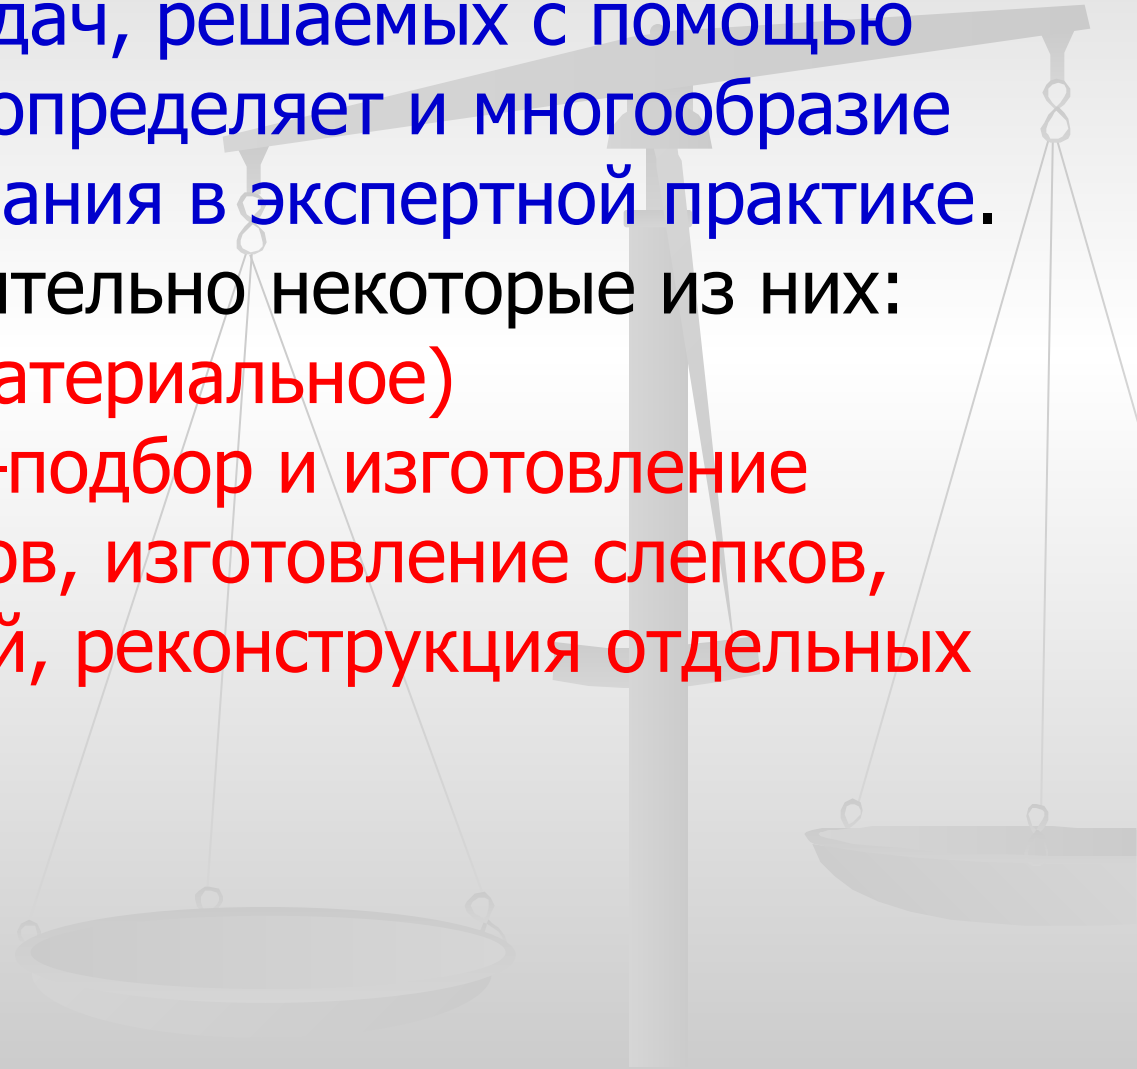 дач, решаемых с помощью
определяет и многообразие
ания в экспертной практике.
ительно некоторые из них:
атериальное)
-подбор и изготовление
ов, изготовление слепков,
й, реконструкция отдельных